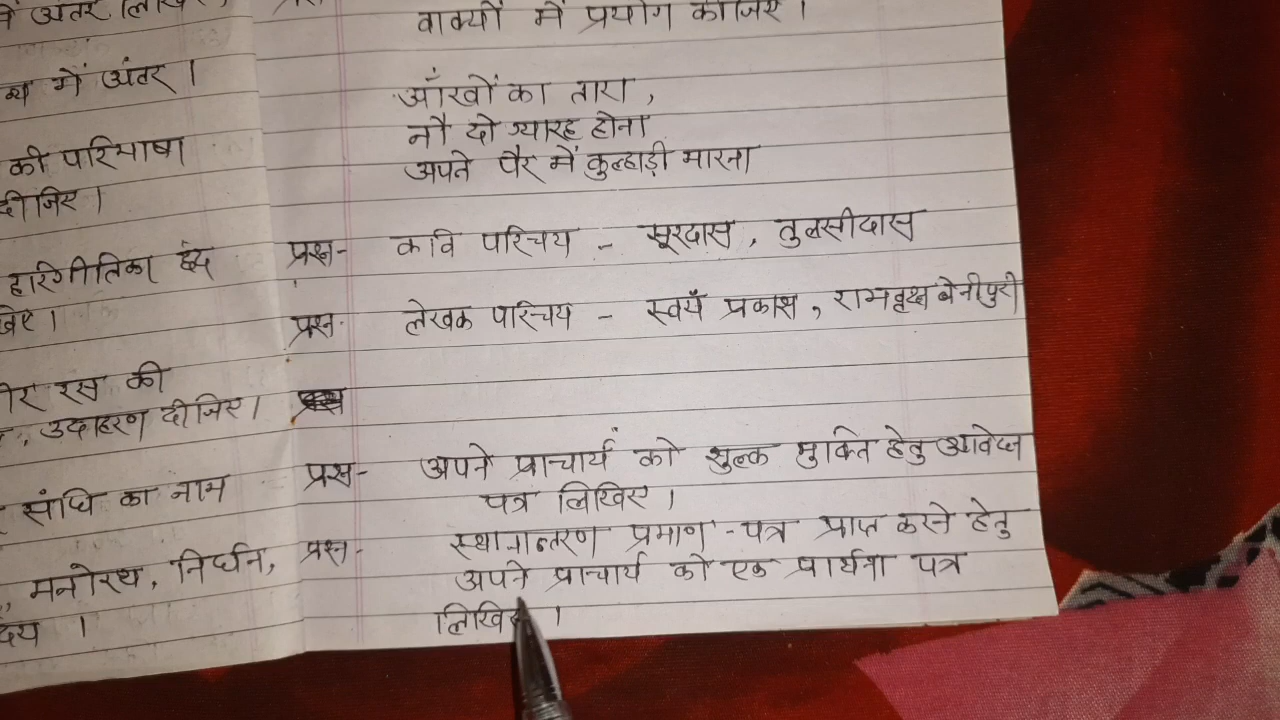 में अंतर लिखिए,
में अंतर ।
की परिभाषा
दीजिए।
हरिगीतिका छंद
रस की
, उदाहरण दीजिए।
संधि का नाम
, मनोरथ, निर्धन,
।
वाक्यों में प्रयोग कीजिए।
आँखों का तारा,
नौ दो ग्यारह होना
अपने पैर में कुल्हाड़ी मारना
प्रश्न- कवि परिचय - सूरदास, तुलसीदास
प्रश्न- लेखक परिचय - स्वयँ प्रकाश, रामवृक्ष बेनीपुरी
प्रश्न- अपने प्राचार्य को शुल्क मुक्ति हेतु आवेदन
पत्र लिखिए।
प्रश्न- स्थानान्तरण प्रमाण-पत्र प्राप्त करने हेतु
अपने प्राचार्य को एक प्रार्थना पत्र
लिखिए ।